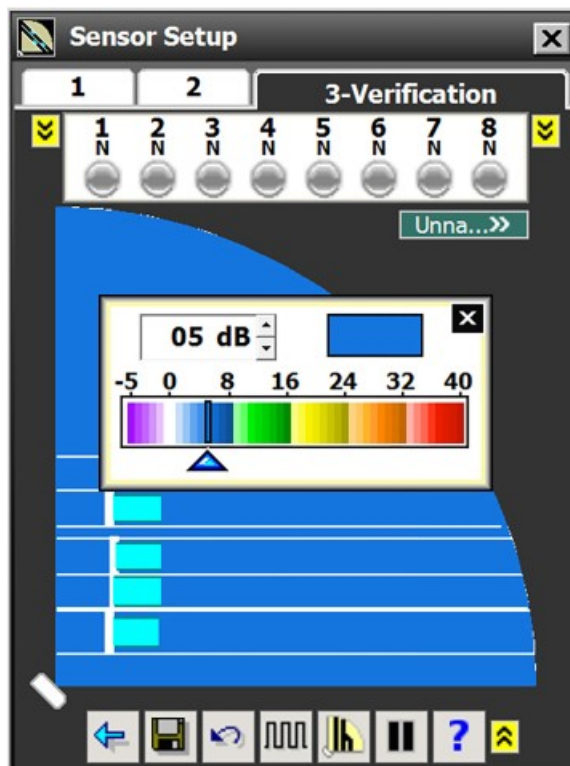 Sensor Setup
1 2 3-Verification
1 2 3 4 5 6 7 8
N N N N N N N N
Unna...>>
05 dB
-5 0 8 16 24 32 40
?